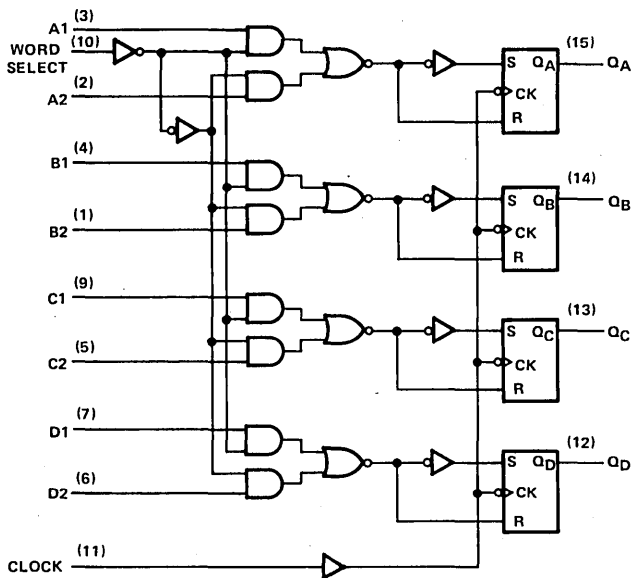 A1 (3)
WORD SELECT (10)
A2 (2)
S QA (15) QA
CK
R
B1 (4)
B2 (1)
S QB (14) QB
CK
R
C1 (9)
C2 (5)
S QC (13) QC
CK
R
D1 (7)
D2 (6)
S QD (12) QD
CK
R
CLOCK (11)